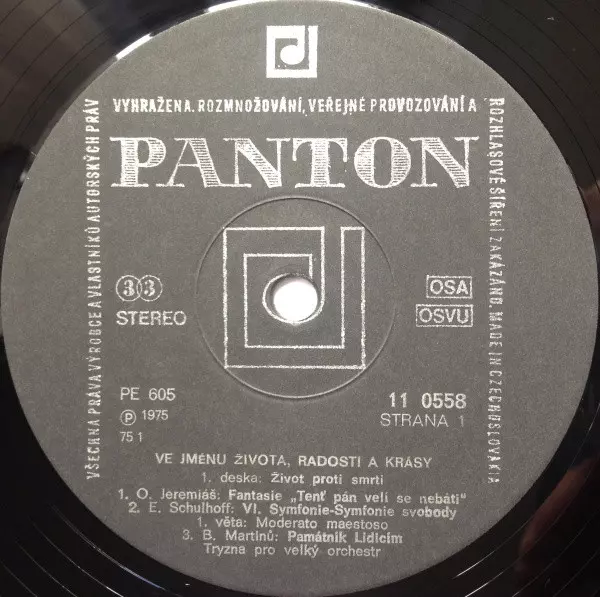 VŠECHNA PRÁVA VÝROBCE A VLASTNÍKŮ AUTORSKÝCH PRÁV
VYHRAŽENA. ROZMNOŽOVÁNÍ, VEŘEJNÉ PROVOZOVÁNÍ A
ROZHLASOVÉ ŠÍŘENÍ ZAKÁZÁNO. MADE IN CZECHOSLOVAKIA
PANTON
33
STEREO
OSA
OSVU
PE 605
℗ 1975
75 1
11 0558
STRANA 1
VE JMÉNU ŽIVOTA, RADOSTI A KRÁSY
1. deska: Život proti smrti
1. O. Jeremiáš: Fantasie „Tenť pán velí se nebáti"
2. E. Schulhoff: VI. Symfonie-Symfonie svobody
1. věta: Moderato maestoso
3. B. Martinů: Památník Lidicím
Tryzna pro velký orchestr